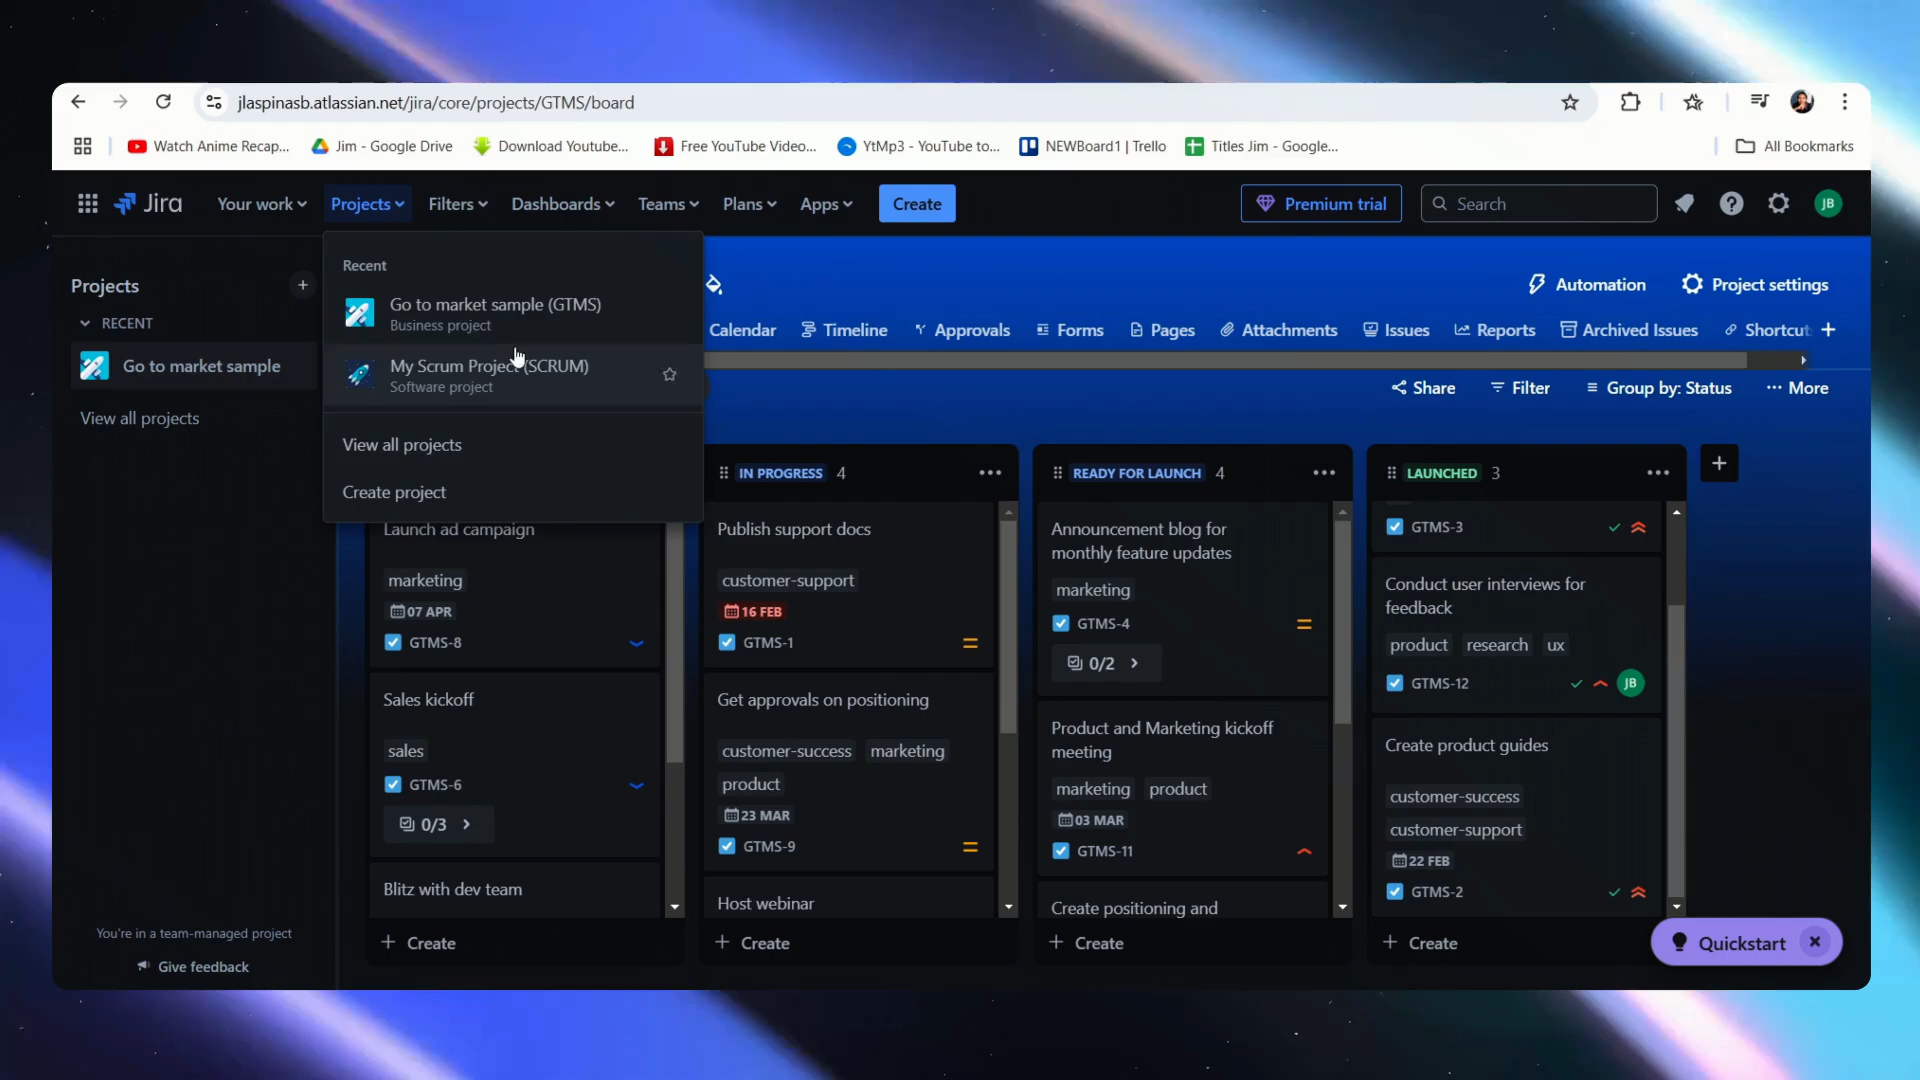 jlaspinasb.atlassian.net/jira/core/projects/GTMS/board
Watch Anime Recap...
Jim - Google Drive
Download Youtube...
Free YouTube Video...
YtMp3 - YouTube to...
NEWBoard1 | Trello
Titles Jim - Google...
All Bookmarks
Jira
Your work
Projects
Filters
Dashboards
Teams
Plans
Apps
Create
Premium trial
Search
JB
Projects
RECENT
Go to market sample
View all projects
Recent
Go to market sample (GTMS)
Business project
My Scrum Project (SCRUM)
Software project
View all projects
Create project
Automation
Project settings
Calendar
Timeline
Approvals
Forms
Pages
Attachments
Issues
Reports
Archived Issues
Shortcut
Share
Filter
Group by: Status
More
Launch ad campaign
marketing
07 APR
GTMS-8
Sales kickoff
sales
GTMS-6
0/3
Blitz with dev team
Create
IN PROGRESS 4
Publish support docs
customer-support
16 FEB
GTMS-1
Get approvals on positioning
customer-success marketing
product
23 MAR
GTMS-9
Host webinar
Create
READY FOR LAUNCH 4
Announcement blog for
monthly feature updates
marketing
GTMS-4
0/2
Product and Marketing kickoff
meeting
marketing product
03 MAR
GTMS-11
Create positioning and
Create
LAUNCHED 3
GTMS-3
Conduct user interviews for
feedback
product research ux
GTMS-12
JB
Create product guides
customer-success
customer-support
22 FEB
GTMS-2
Create
You're in a team-managed project
Give feedback
Quickstart